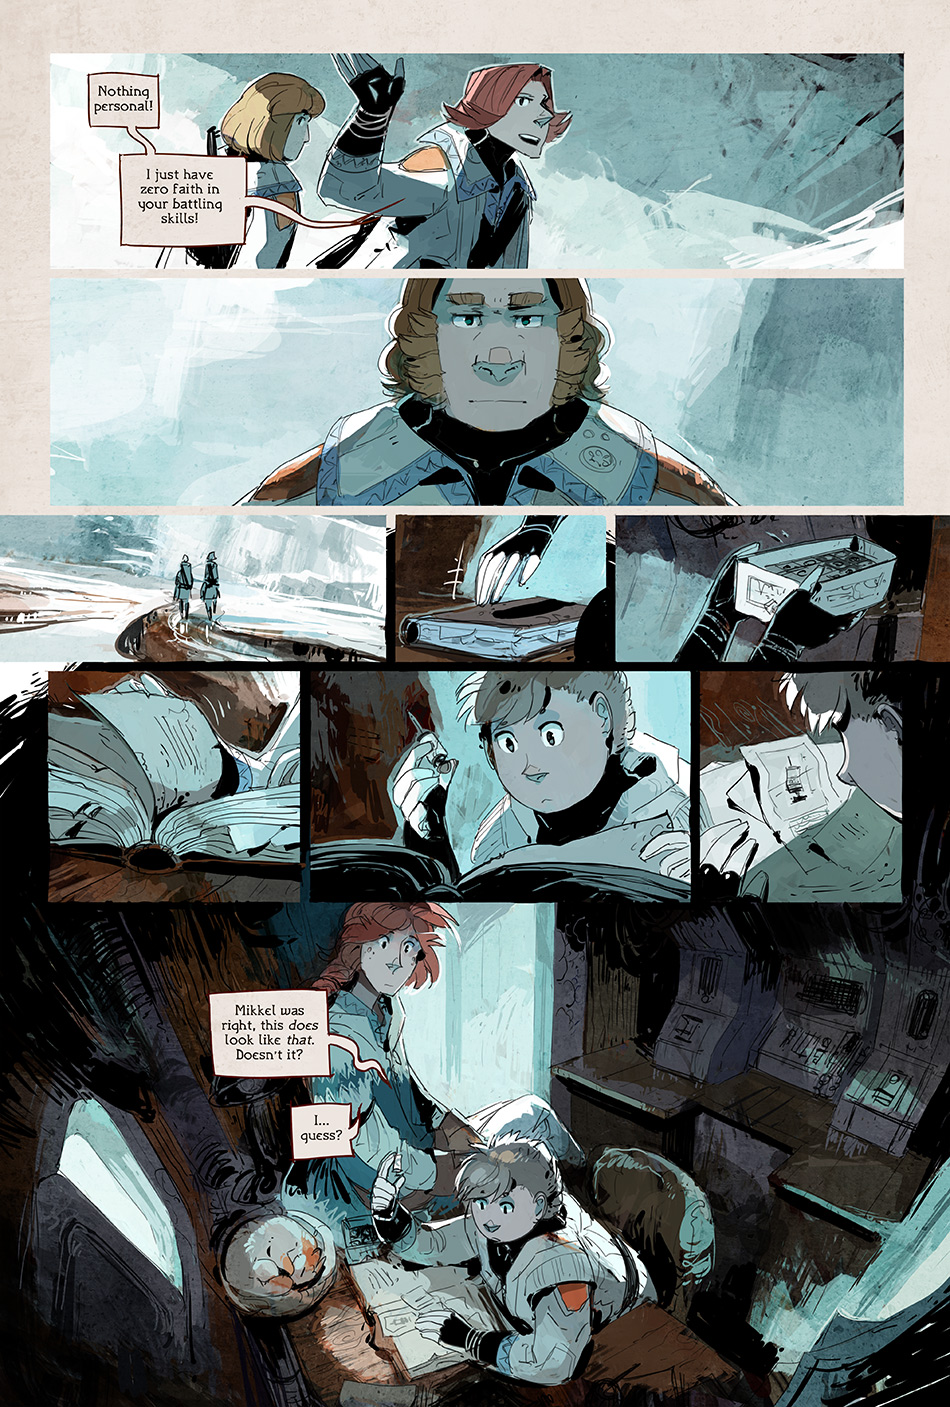 Nothing
personal!
I just have
zero faith in
your battling
skills!
Mikkel was
right, this does
look like that.
Doesn't it?
I...
guess?